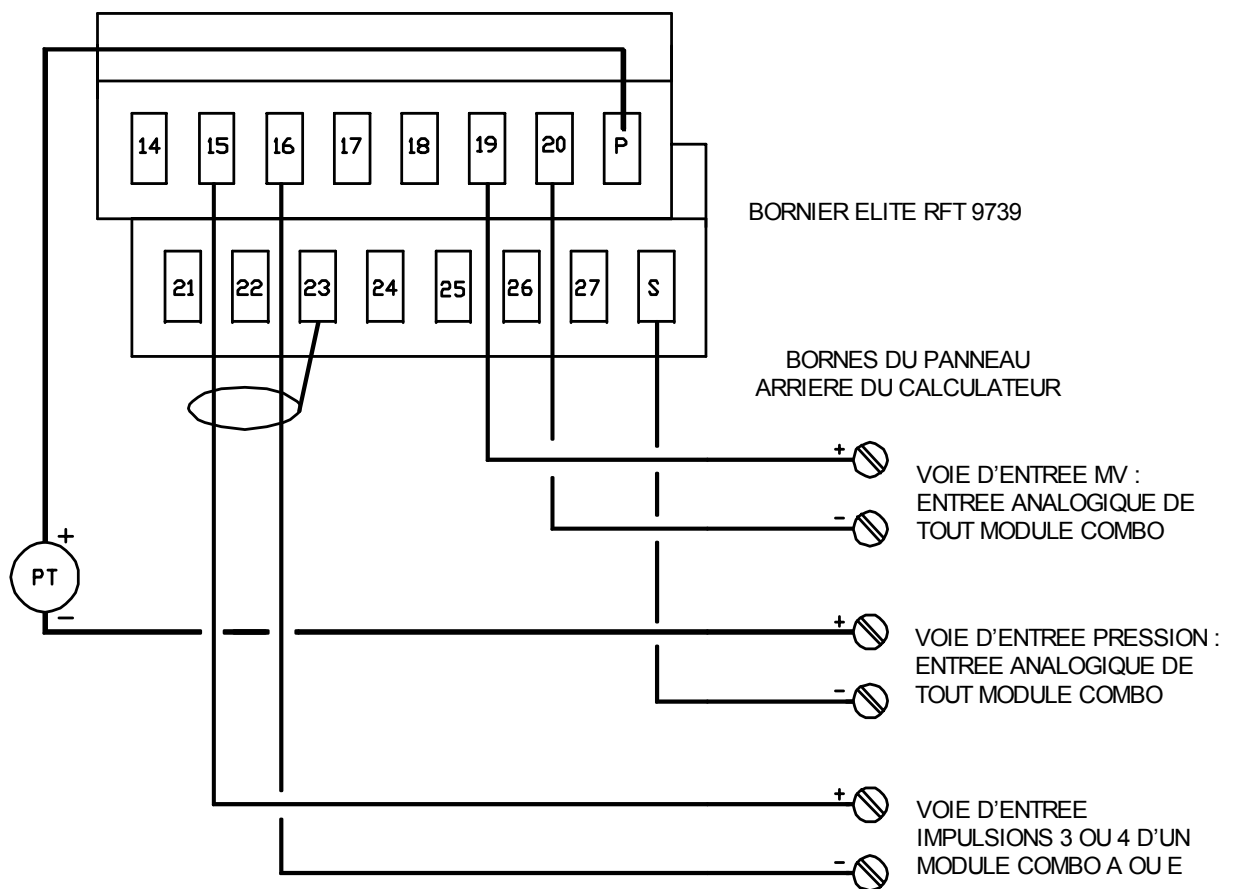 14 15 16 17 18 19 20 P
BORNIER ELITE RFT 9739
21 22 23 24 25 26 27 S
BORNES DU PANNEAU
ARRIERE DU CALCULATEUR
+
VOIE D'ENTREE MV :
ENTREE ANALOGIQUE DE
TOUT MODULE COMBO
-
+
PT
-
+
VOIE D'ENTREE PRESSION :
ENTREE ANALOGIQUE DE
TOUT MODULE COMBO
-
+
VOIE D'ENTREE
IMPULSIONS 3 OU 4 D'UN
MODULE COMBO A OU E
-